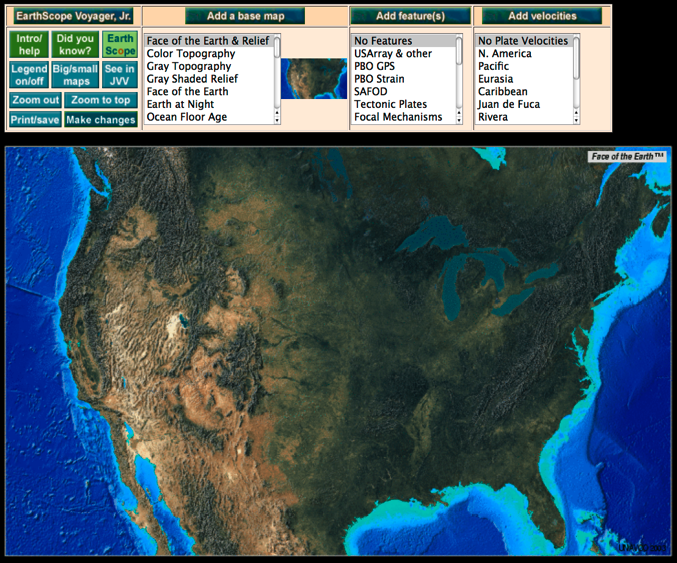 EarthScope Voyager, Jr.
Intro/
help
Did you
know?
Earth
Scope
Legend
on/off
Big/small
maps
See in
JVV
Zoom out
Zoom to top
Print/save
Make changes
Add a base map
Face of the Earth & Relief
Color Topography
Gray Topography
Gray Shaded Relief
Face of the Earth
Earth at Night
Ocean Floor Age
Add feature(s)
No Features
USArray & other
PBO GPS
PBO Strain
SAFOD
Tectonic Plates
Focal Mechanisms
Add velocities
No Plate Velocities
N. America
Pacific
Eurasia
Caribbean
Juan de Fuca
Rivera
Face of the Earth™